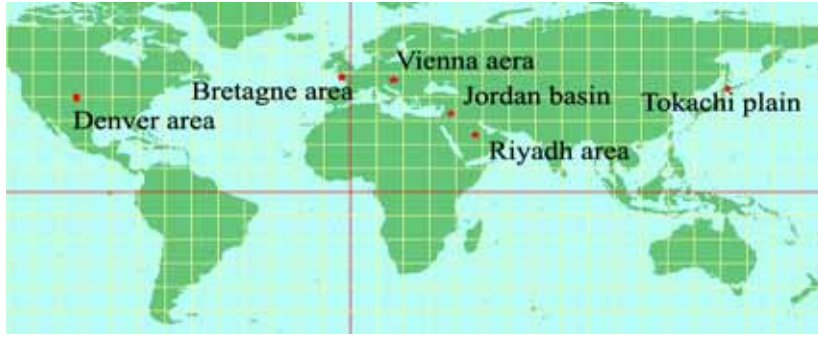 Vienna aera
Bretagne area
Jordan basin
Tokachi plain
Denver area
Riyadh area